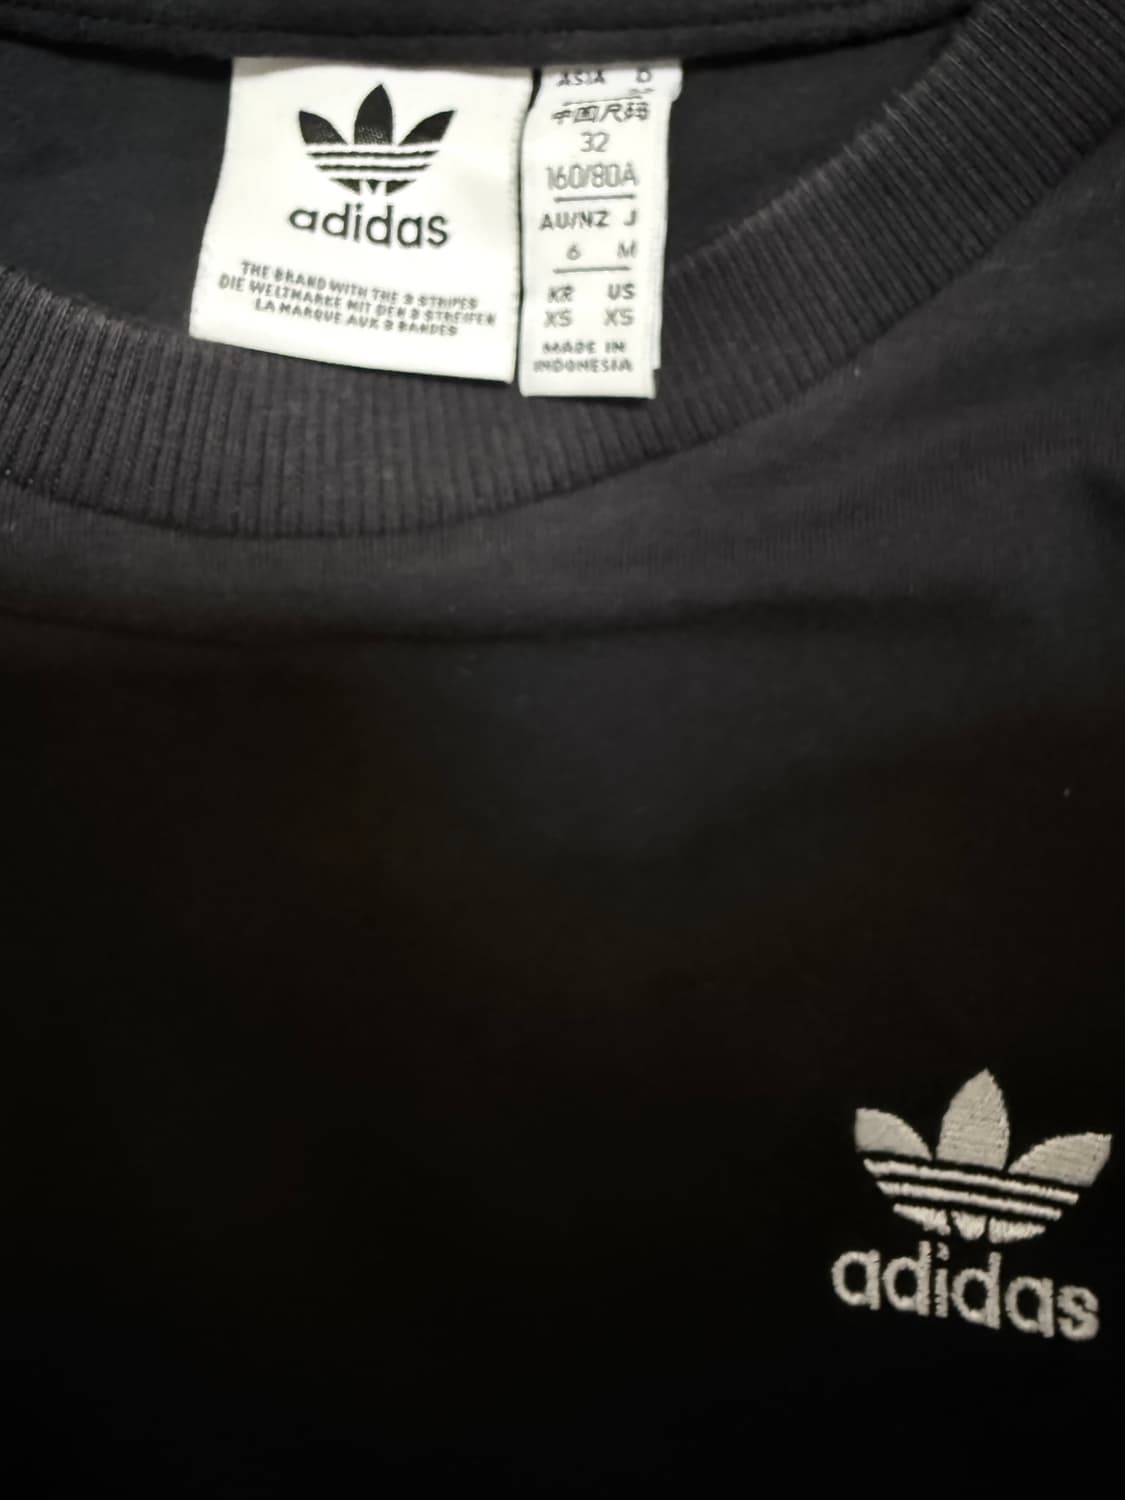 adidas
THE BRAND WITH THE 3 STRIPES
DIE WELTMARKE MIT DEN 3 STREIFEN
LA MARQUE AUX 3 BANDES
ASIA D
中国尺码
32
160/80A
AU/NZ J
6 M
KR US
XS XS
MADE IN
INDONESIA
adidas